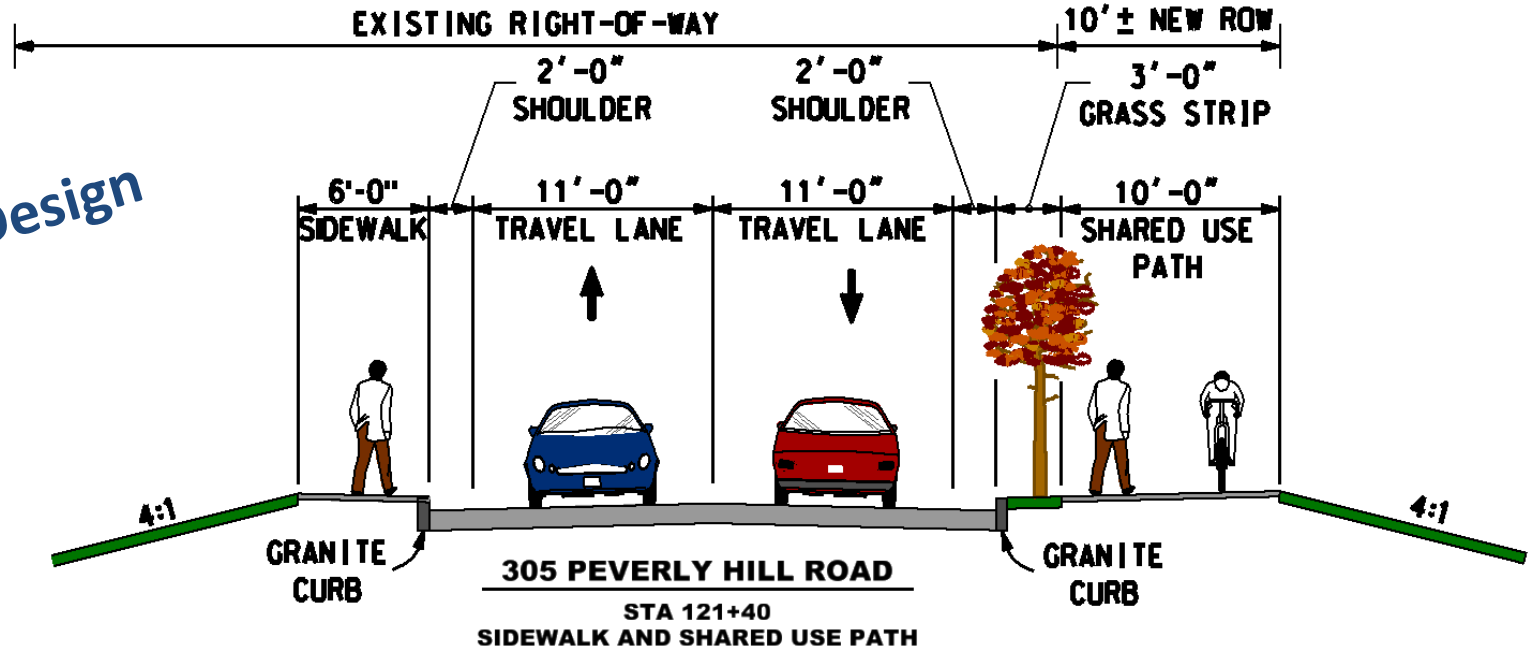 EXISTING RIGHT-OF-WAY
10'± NEW ROW
2'-0"
SHOULDER
2'-0"
SHOULDER
3'-0"
GRASS STRIP
Design
6'-0"
SIDEWALK
11'-0"
TRAVEL LANE
11'-0"
TRAVEL LANE
10'-0"
SHARED USE
PATH
4:1
4:1
GRANITE
CURB
GRANITE
CURB
305 PEVERLY HILL ROAD
STA 121+40
SIDEWALK AND SHARED USE PATH